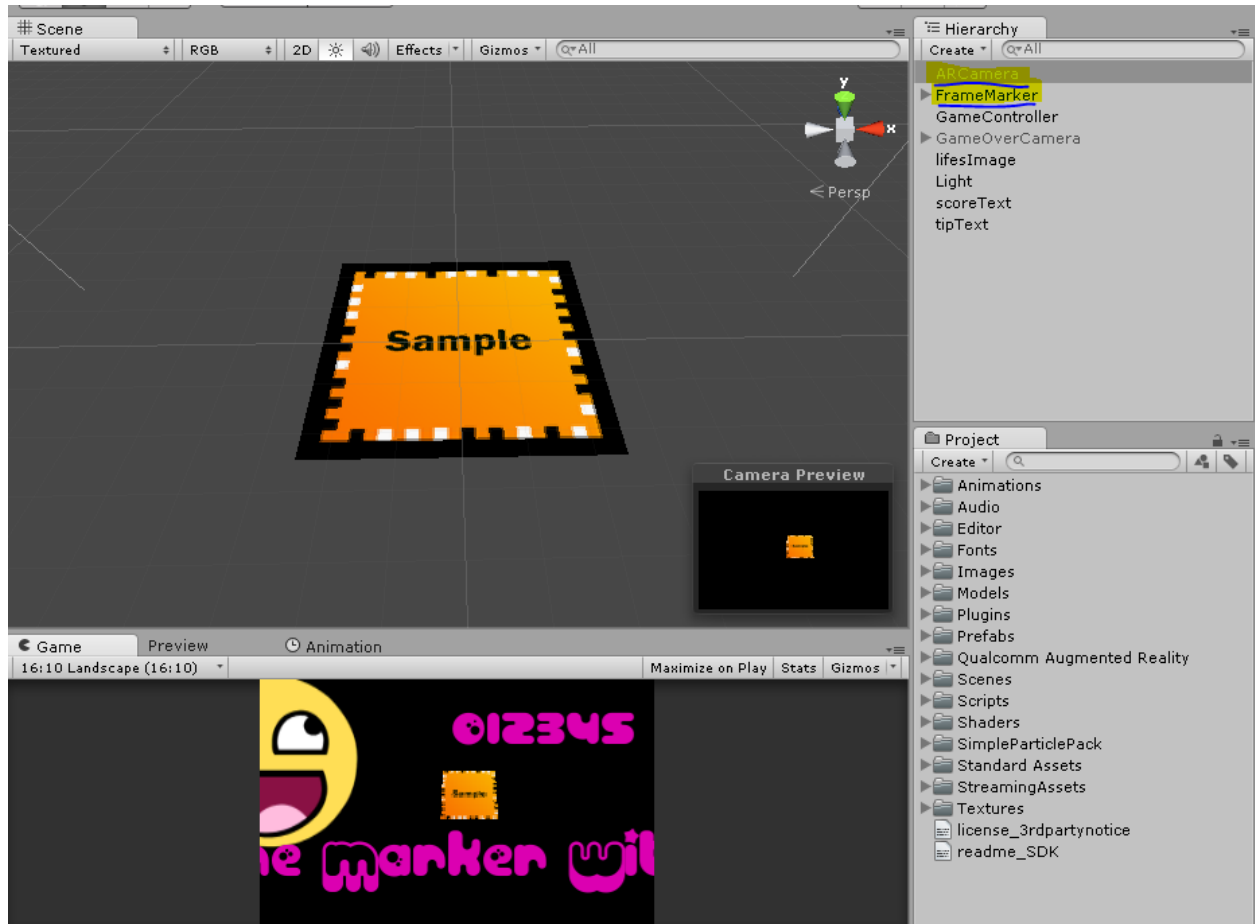 Scene
Textured RGB 2D Effects Gizmos All
y
x
Persp
Sample
Camera Preview
Sample
Hierarchy
Create All
ARCamera
FrameMarker
GameController
GameOverCamera
lifesImage
Light
scoreText
tipText
Project
Create
Animations
Audio
Editor
Fonts
Images
Models
Plugins
Prefabs
Qualcomm Augmented Reality
Scenes
Scripts
Shaders
SimpleParticlePack
Standard Assets
StreamingAssets
Textures
license_3rdpartynotice
readme_SDK
Game Preview Animation
16:10 Landscape (16:10) Maximize on Play Stats Gizmos
012345
Sample
e marker wit